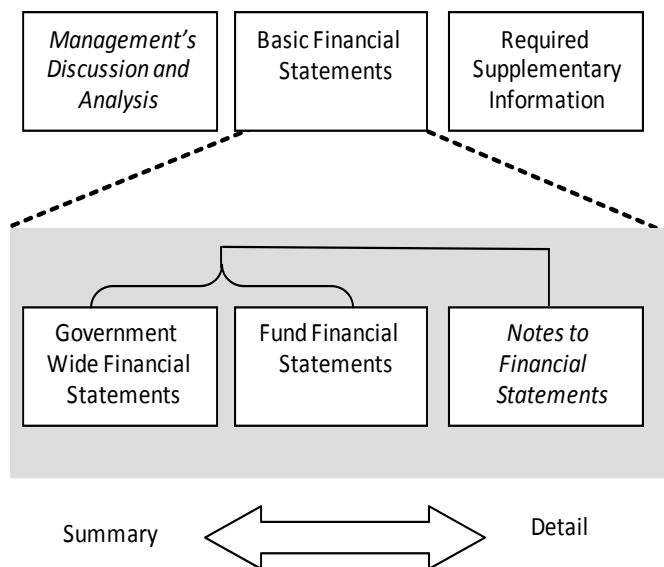 Management's
Discussion and
Analysis
Basic Financial
Statements
Required
Supplementary
Information
Government
Wide Financial
Statements
Fund Financial
Statements
Notes to
Financial
Statements
Summary
Detail